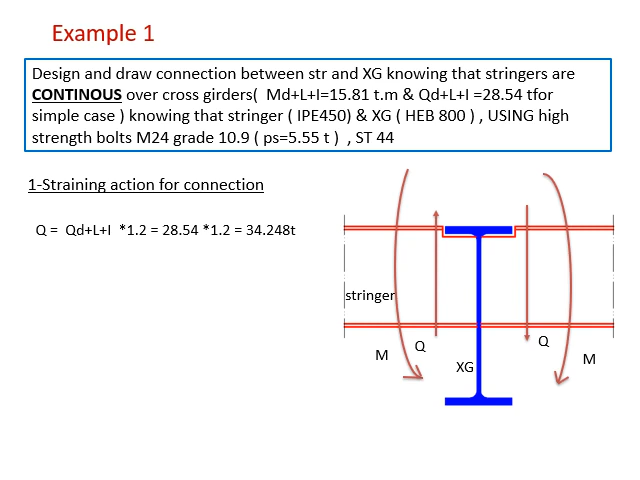 Example 1
Design and draw connection between str and XG knowing that stringers are
CONTINOUS over cross girders(  Md+L+I=15.81 t.m & Qd+L+I =28.54 tfor
simple case ) knowing that stringer ( IPE450) & XG ( HEB 800 ) , USING high
strength bolts M24 grade 10.9 ( ps=5.55 t )  , ST 44
1-Straining action for connection
Q =  Qd+L+I  *1.2 = 28.54 *1.2 = 34.248t
stringer
Q
Q
M
M
XG